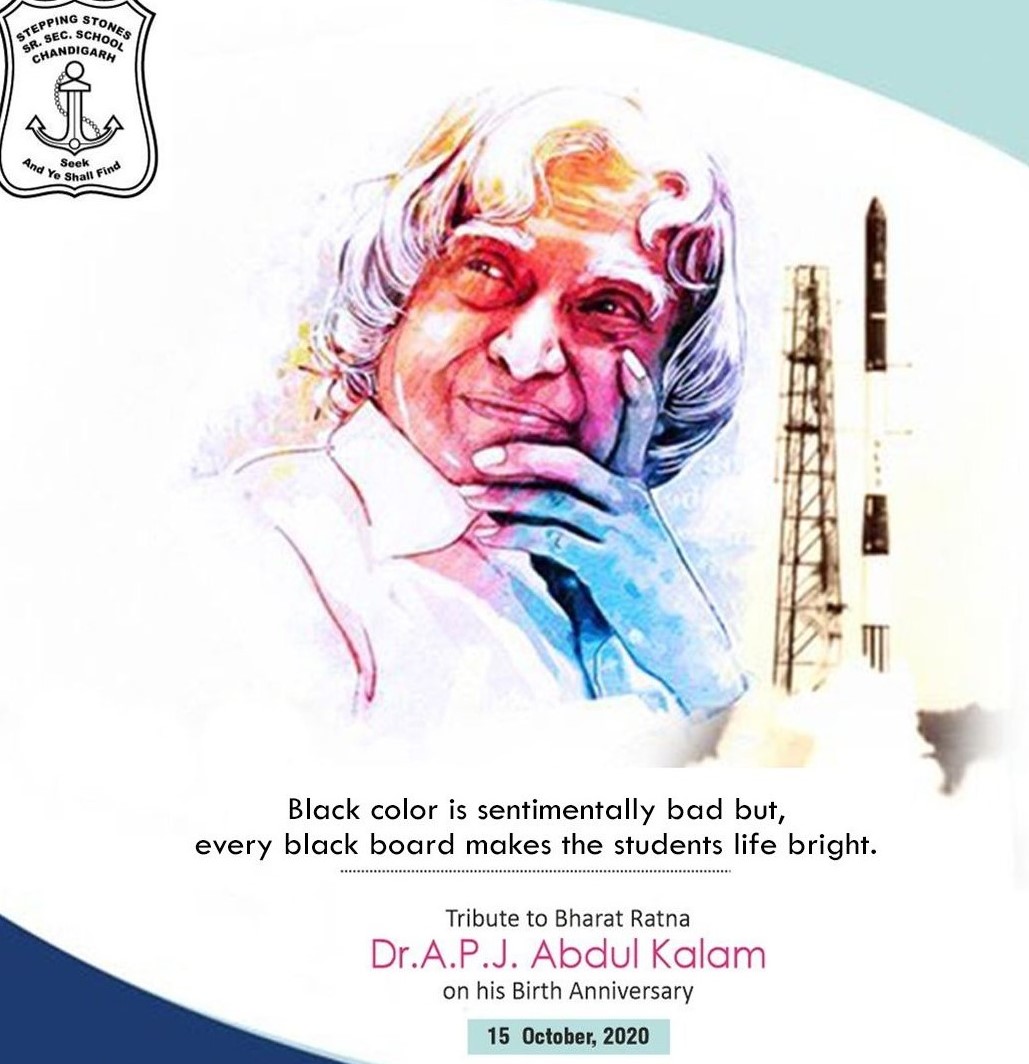 STEPPING STONES
SR. SEC. SCHOOL
CHANDIGARH
Seek
And Ye Shall Find
Black color is sentimentally bad but,
every black board makes the students life bright.
Tribute to Bharat Ratna
Dr.A.P.J. Abdul Kalam
on his Birth Anniversary
15 October, 2020